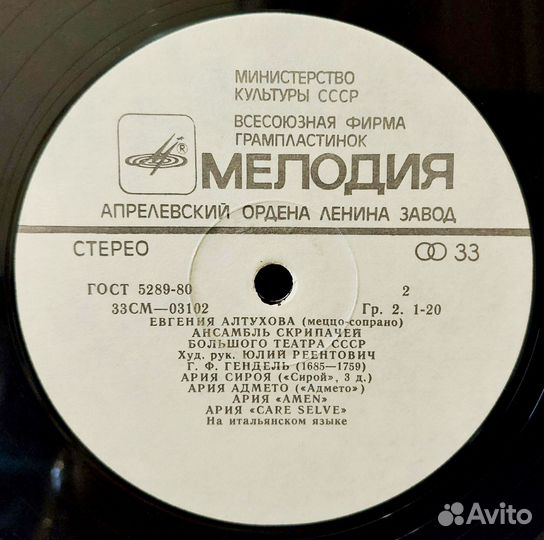 МИНИСТЕРСТВО
КУЛЬТУРЫ СССР
ВСЕСОЮЗНАЯ ФИРМА
ГРАМПЛАСТИНОК
®
МЕЛОДИЯ
АПРЕЛЕВСКИЙ ОРДЕНА ЛЕНИНА ЗАВОД
СТЕРЕО 33
ГОСТ 5289-80 2
33СМ—03102 Гр. 2. 1-20
ЕВГЕНИЯ АЛТУХОВА (меццо-сопрано)
АНСАМБЛЬ СКРИПАЧЕЙ
БОЛЬШОГО ТЕАТРА СССР
Худ. рук. ЮЛИЙ РЕЕНТОВИЧ
Г. Ф. ГЕНДЕЛЬ (1685—1759)
АРИЯ СИРОЯ («Сирой», 3 д.)
АРИЯ АДМЕТО («Адмето»)
АРИЯ «AMEN»
АРИЯ «CARE SELVE»
На итальянском языке
Avito